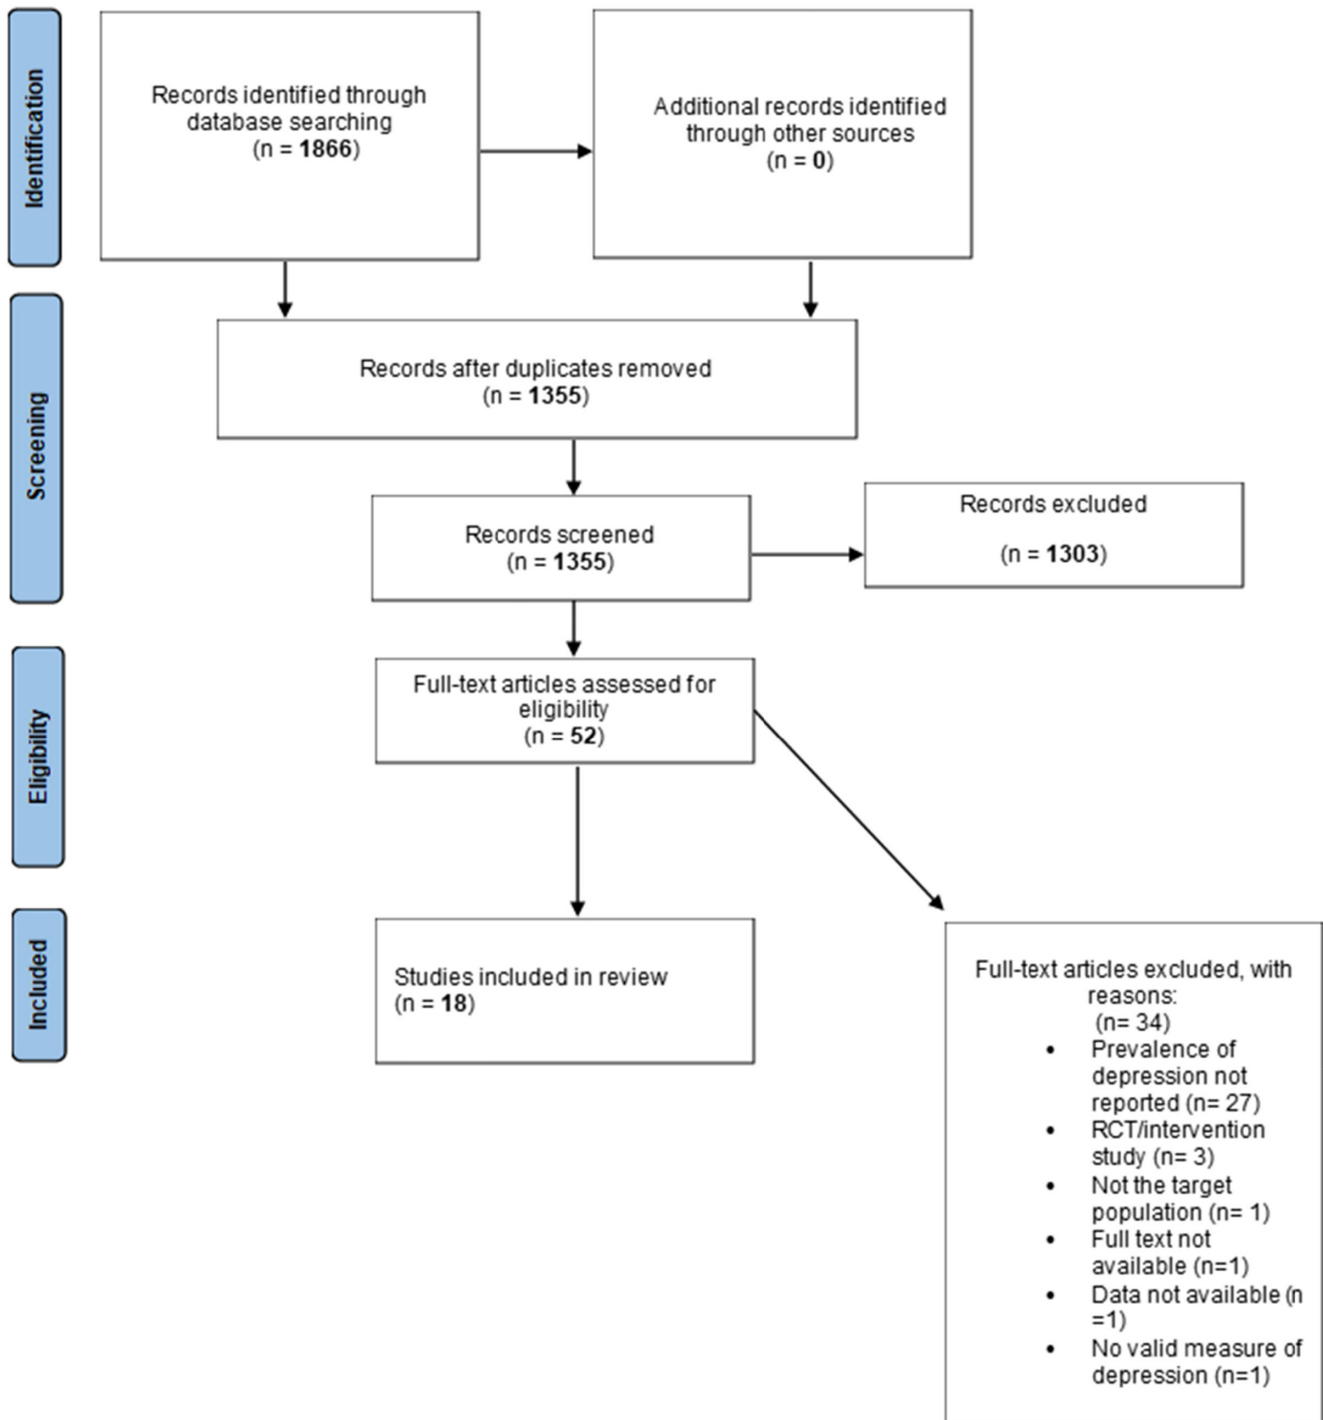 Identification
Records identified through
database searching
(n = 1866)
Additional records identified
through other sources
(n = 0)
Screening
Records after duplicates removed
(n = 1355)
Records screened
(n = 1355)
Records excluded
(n = 1303)
Eligibility
Full-text articles assessed for
eligibility
(n = 52)
Included
Studies included in review
(n = 18)
Full-text articles excluded, with
reasons:
(n= 34)
• Prevalence of
depression not
reported (n= 27)
• RCT/intervention
study (n= 3)
• Not the target
population (n= 1)
• Full text not
available (n=1)
• Data not available (n
=1)
• No valid measure of
depression (n=1)